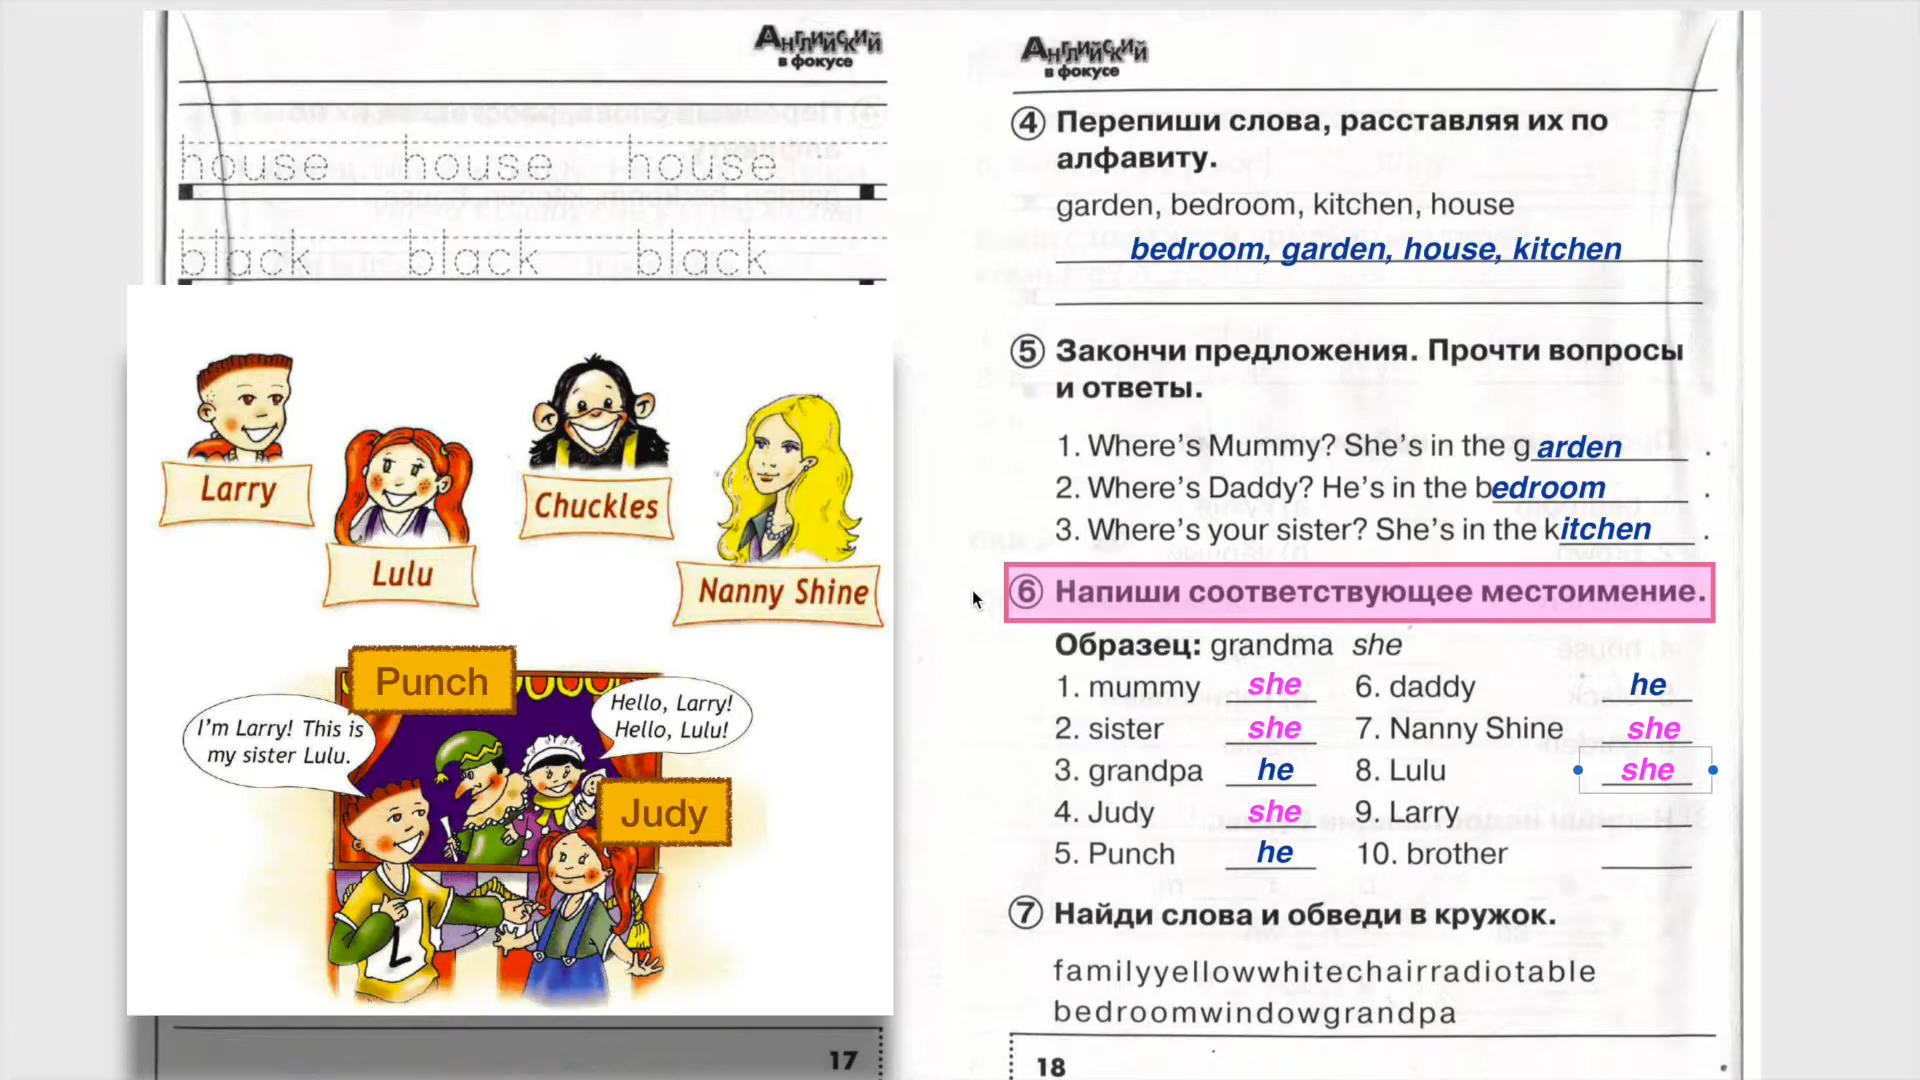 Английский
в фокусе
house house house
black black black
Larry
Lulu
Chuckles
Nanny Shine
Punch
I'm Larry! This is
my sister Lulu.
Hello, Larry!
Hello, Lulu!
Judy
L
17
Английский
в фокусе
④ Перепиши слова, расставляя их по
алфавиту.
garden, bedroom, kitchen, house
bedroom, garden, house, kitchen
⑤ Закончи предложения. Прочти вопросы
и ответы.
1. Where's Mummy? She's in the garden.
2. Where's Daddy? He's in the bedroom.
3. Where's your sister? She's in the kitchen.
⑥ Напиши соответствующее местоимение.
Образец: grandma she
1. mummy she
2. sister she
3. grandpa he
4. Judy she
5. Punch he
6. daddy he
7. Nanny Shine she
8. Lulu she
9. Larry
10. brother
⑦ Найди слова и обведи в кружок.
familyyellowwhitechairradiotable
bedroomwindowgrandpa
18